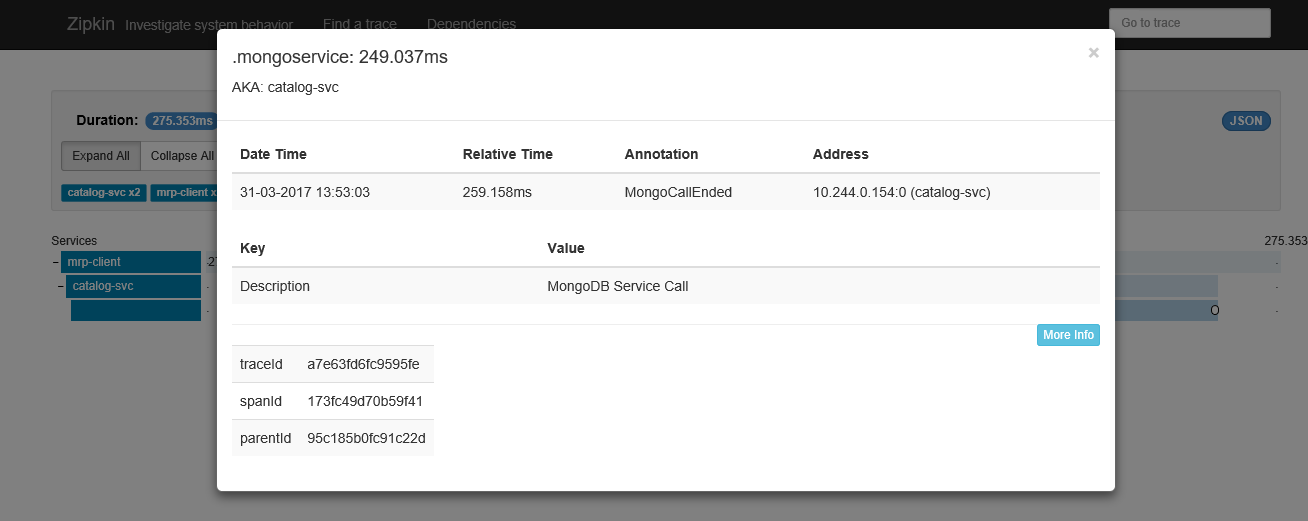 Zipkin Investigate system behavior Find a trace Dependencies Go to trace
.mongoservice: 249.037ms ×
AKA: catalog-svc
Duration: 275.353ms JSON
Expand All Collapse All
catalog-svc x2 mrp-client x
Date Time Relative Time Annotation Address
31-03-2017 13:53:03 259.158ms MongoCallEnded 10.244.0.154:0 (catalog-svc)
Key Value
Description MongoDB Service Call
More Info
Services 275.353
− mrp-client
− catalog-svc
O
traceId a7e63fd6fc9595fe
spanId 173fc49d70b59f41
parentId 95c185b0fc91c22d